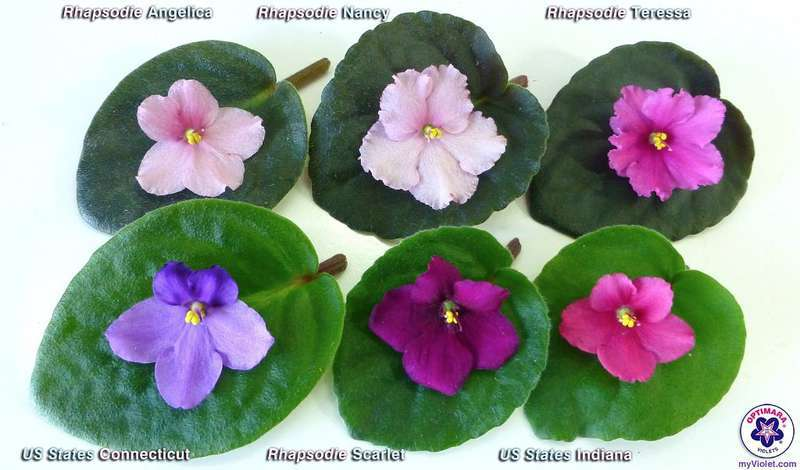 Rhapsodie Angelica
Rhapsodie Nancy
Rhapsodie Teressa
US States Connecticut
Rhapsodie Scarlet
US States Indiana
OPTIMARA®
VIOLETS
myViolet.com